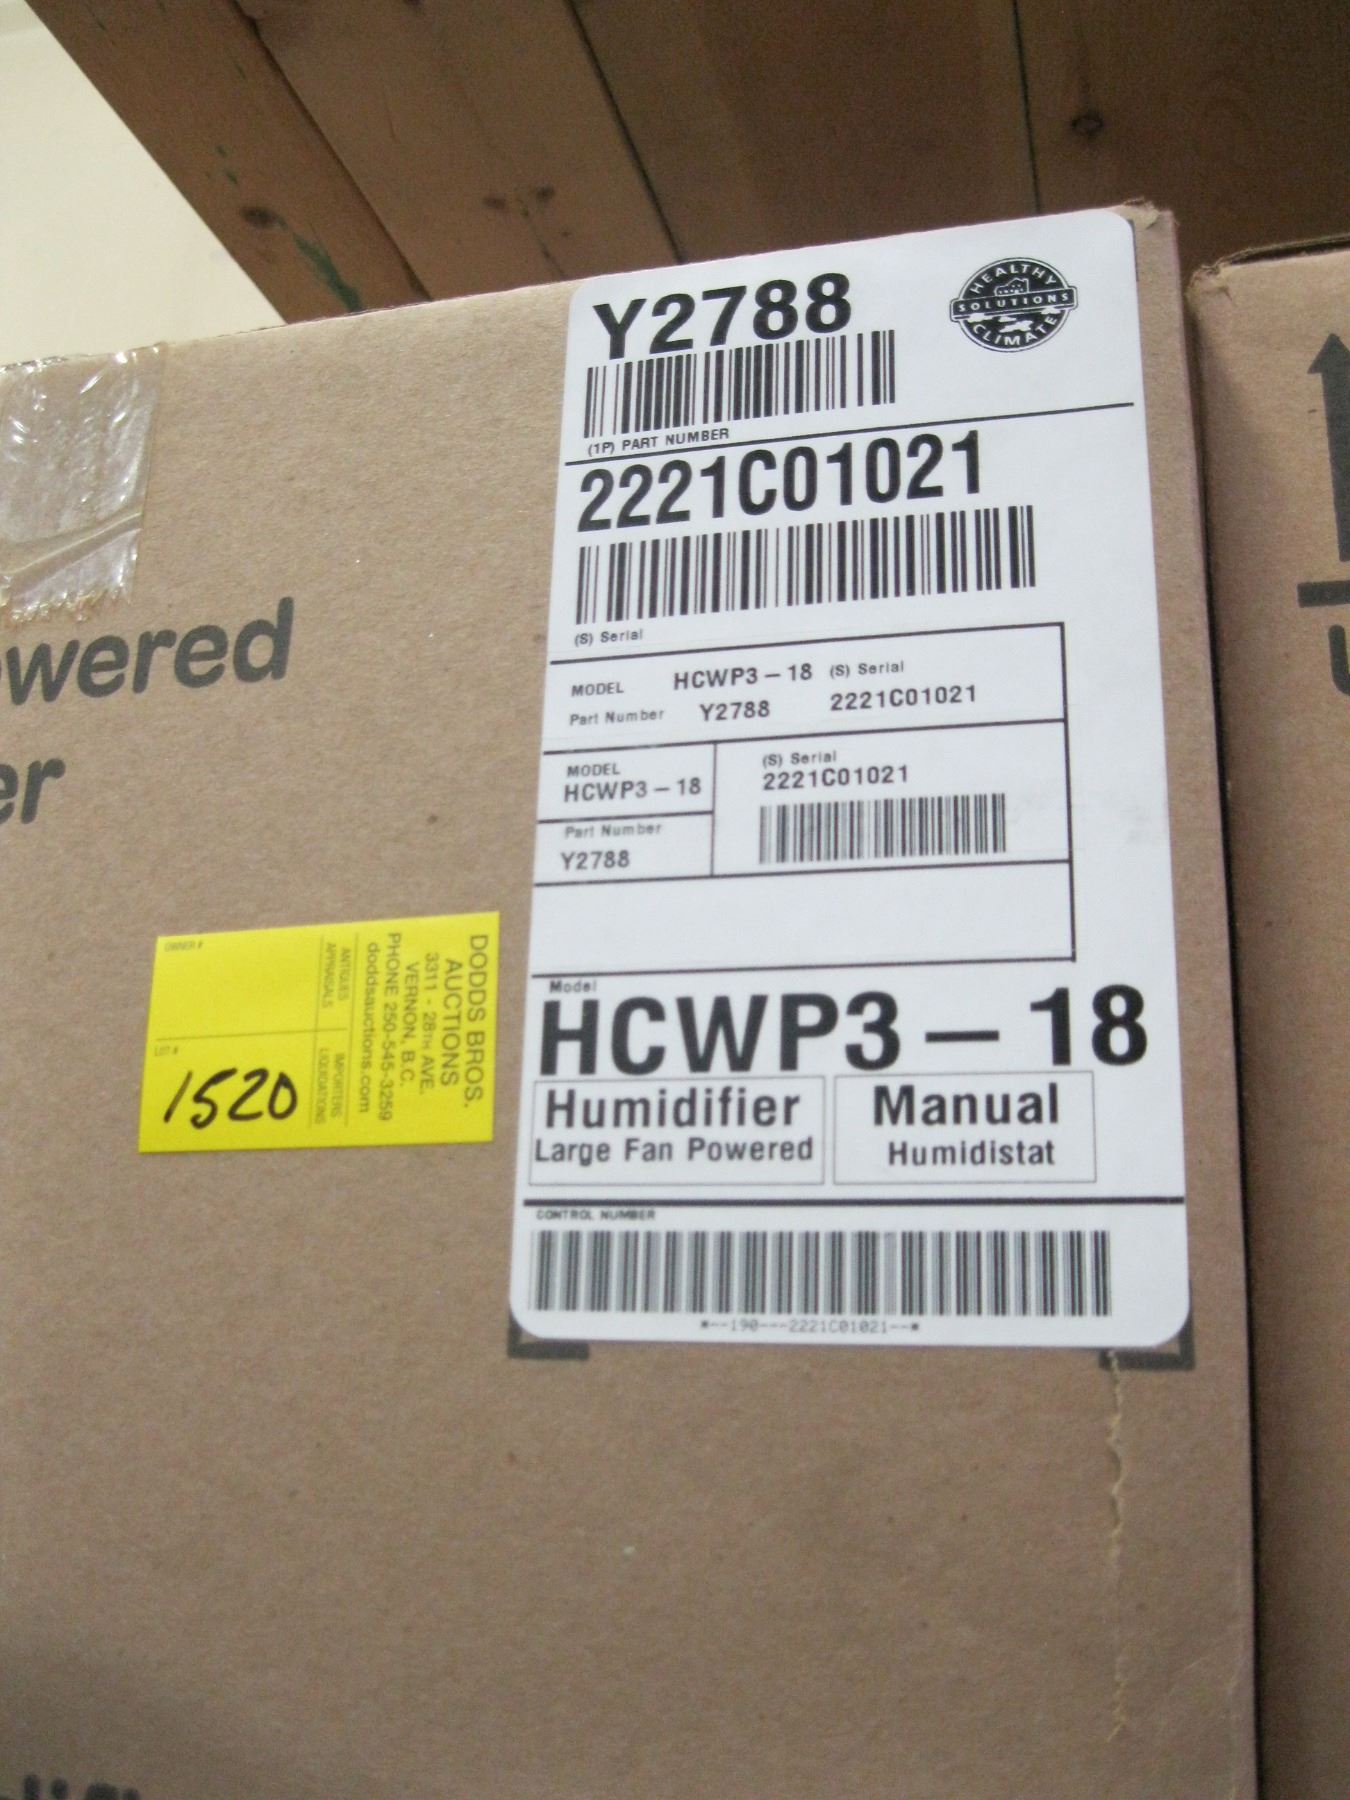 Y2788
HEALTHY
SOLUTIONS
CLIMATE
(1P) PART NUMBER
2221C01021
(S) Serial
MODEL HCWP3-18 (S) Serial
Part Number Y2788 2221C01021
MODEL
HCWP3-18
(S) Serial
2221C01021
Part Number
Y2788
Model
HCWP3-18
Humidifier
Large Fan Powered
Manual
Humidistat
CONTROL NUMBER
*--190---2221C01021--*
DODDS BROS.
AUCTIONS
3311 - 28TH AVE.
VERNON, B.C.
PHONE 250-545-3259
dodsauctions.com
ANTIQUES
APPRAISALS
IMPORTERS
LIQUIDATIONS
OWNER #
LOT #
1520